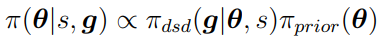 π(θ|s, g) ∝ π_dsd(g|θ, s)π_prior(θ)